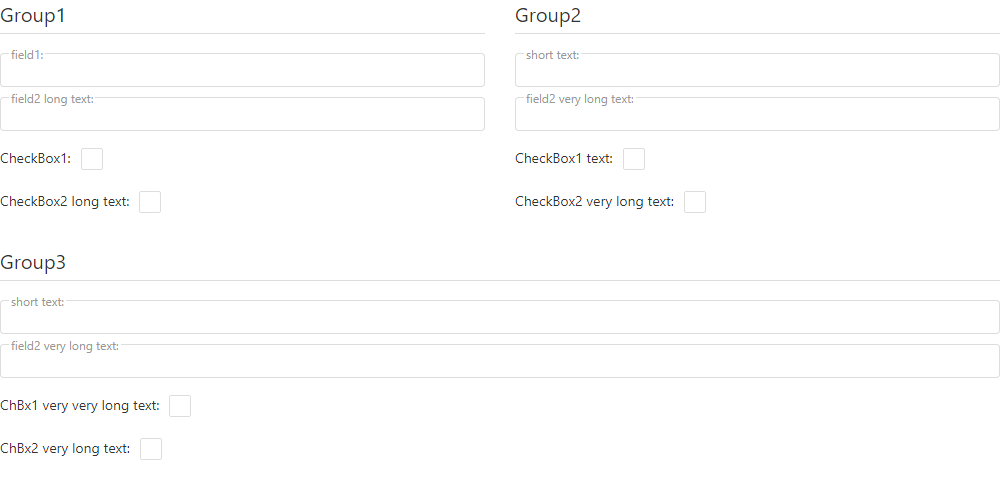 Group1
field1:
field2 long text:
CheckBox1:
CheckBox2 long text:
Group2
short text:
field2 very long text:
CheckBox1 text:
CheckBox2 very long text:
Group3
short text:
field2 very long text:
ChBx1 very very long text:
ChBx2 very long text: